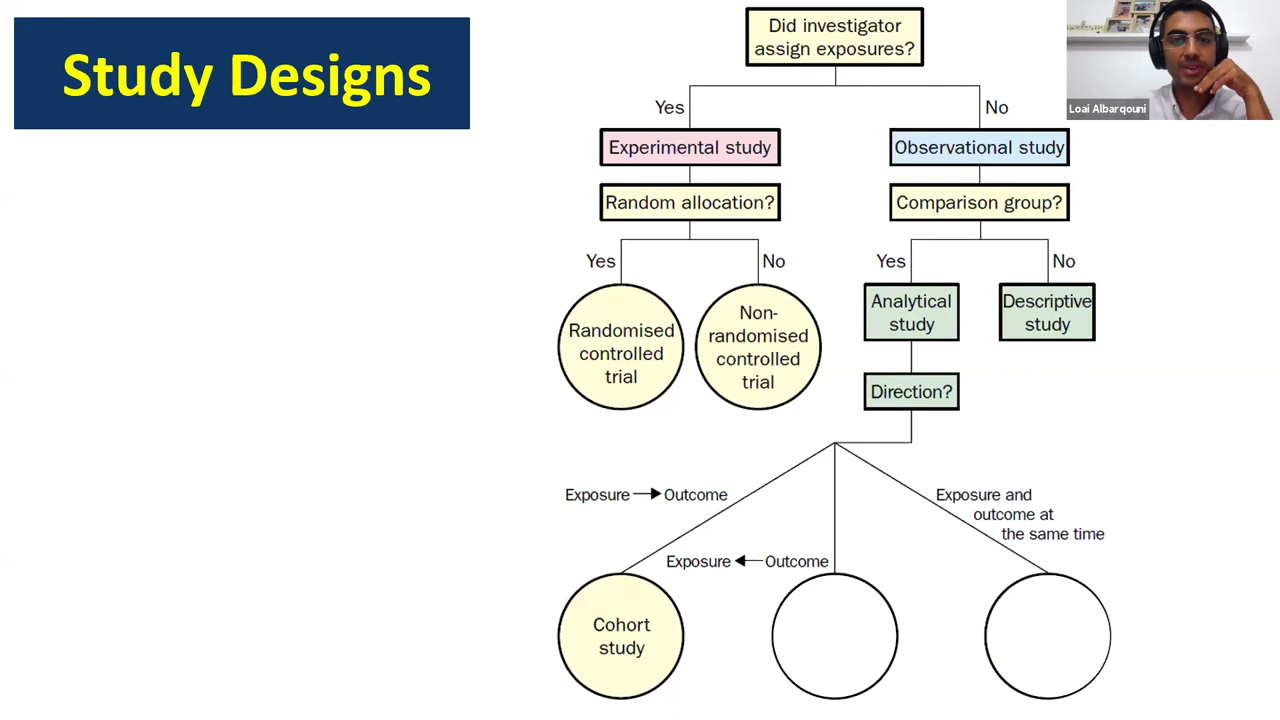 Study Designs
Did investigator
assign exposures?
Loai Albarqouni
Yes
No
Experimental study
Observational study
Random allocation?
Comparison group?
Yes
No
Yes
No
Randomised
controlled
trial
Non-
randomised
controlled
trial
Analytical
study
Descriptive
study
Direction?
Exposure → Outcome
Exposure and
outcome at
the same time
Exposure ← Outcome
Cohort
study